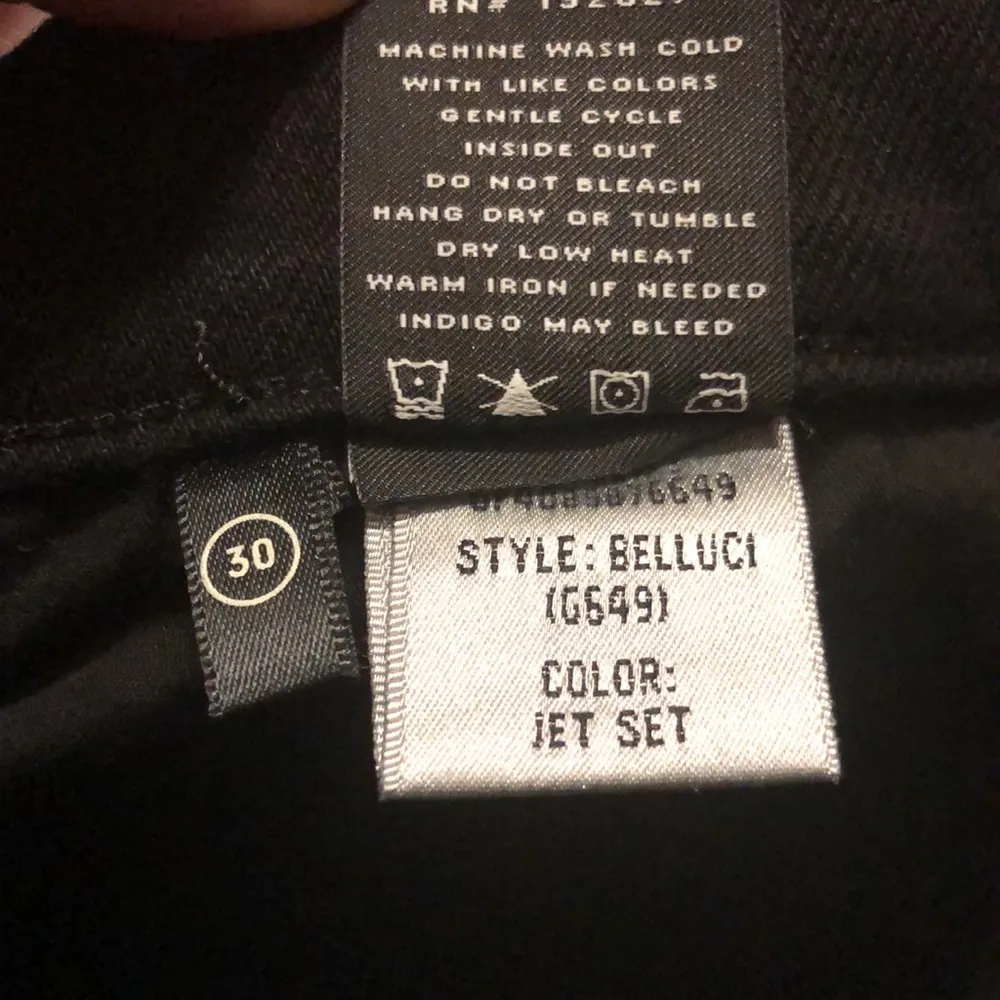 RN#
MACHINE WASH COLD
WITH LIKE COLORS
GENTLE CYCLE
INSIDE OUT
DO NOT BLEACH
HANG DRY OR TUMBLE
DRY LOW HEAT
WARM IRON IF NEEDED
INDIGO MAY BLEED
30
STYLE: BELLUCI
(G649)
COLOR:
JET SET